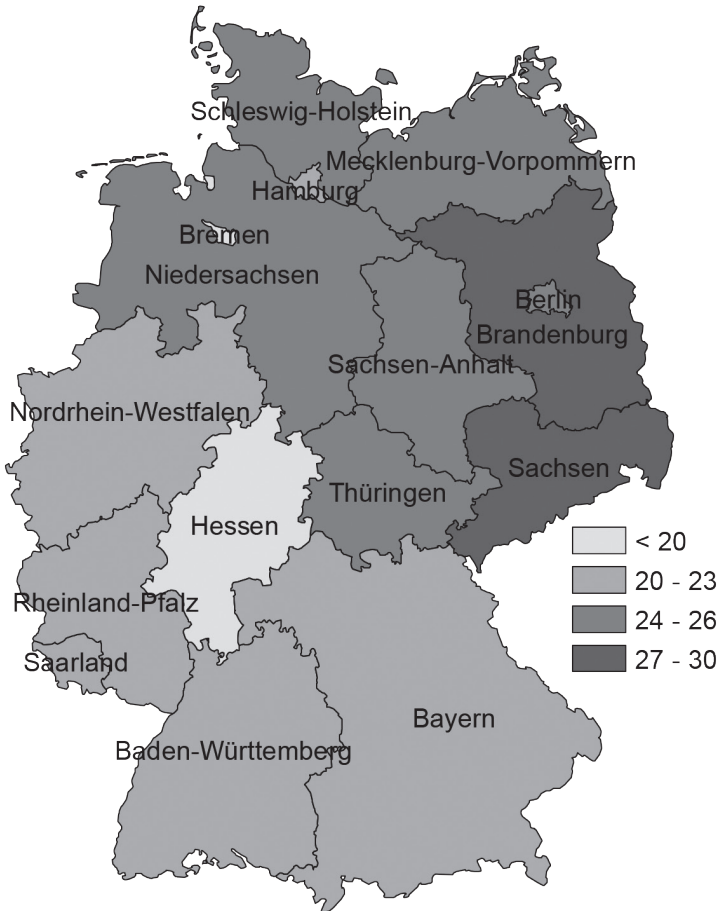 Schleswig-Holstein
Mecklenburg-Vorpommern
Hamburg
Bremen
Niedersachsen
Berlin
Brandenburg
Sachsen-Anhalt
Nordrhein-Westfalen
Sachsen
Thüringen
Hessen
< 20
20 - 23
Rheinland-Pfalz
24 - 26
27 - 30
Saarland
Bayern
Baden-Württemberg